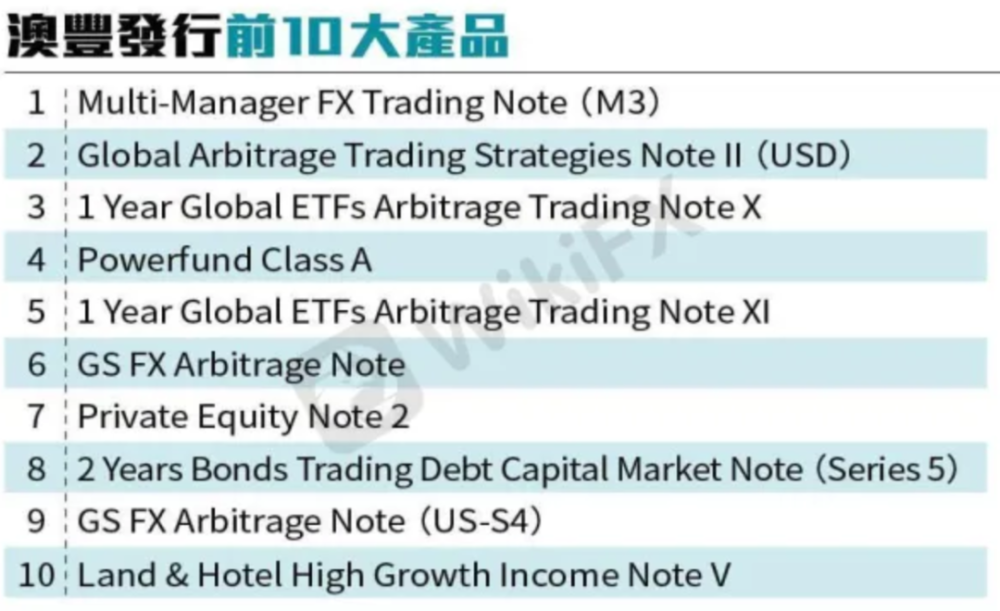 澳豐發行前10大產品
1 Multi-Manager FX Trading Note (M3)
2 Global Arbitrage Trading Strategies Note II (USD)
3 1 Year Global ETFs Arbitrage Trading Note X
4 Powerfund Class A
5 1 Year Global ETFs Arbitrage Trading Note XI
6 GS FX Arbitrage Note
7 Private Equity Note 2
8 2 Years Bonds Trading Debt Capital Market Note (Series 5)
9 GS FX Arbitrage Note (US-S4)
10 Land & Hotel High Growth Income Note V
WikiFX